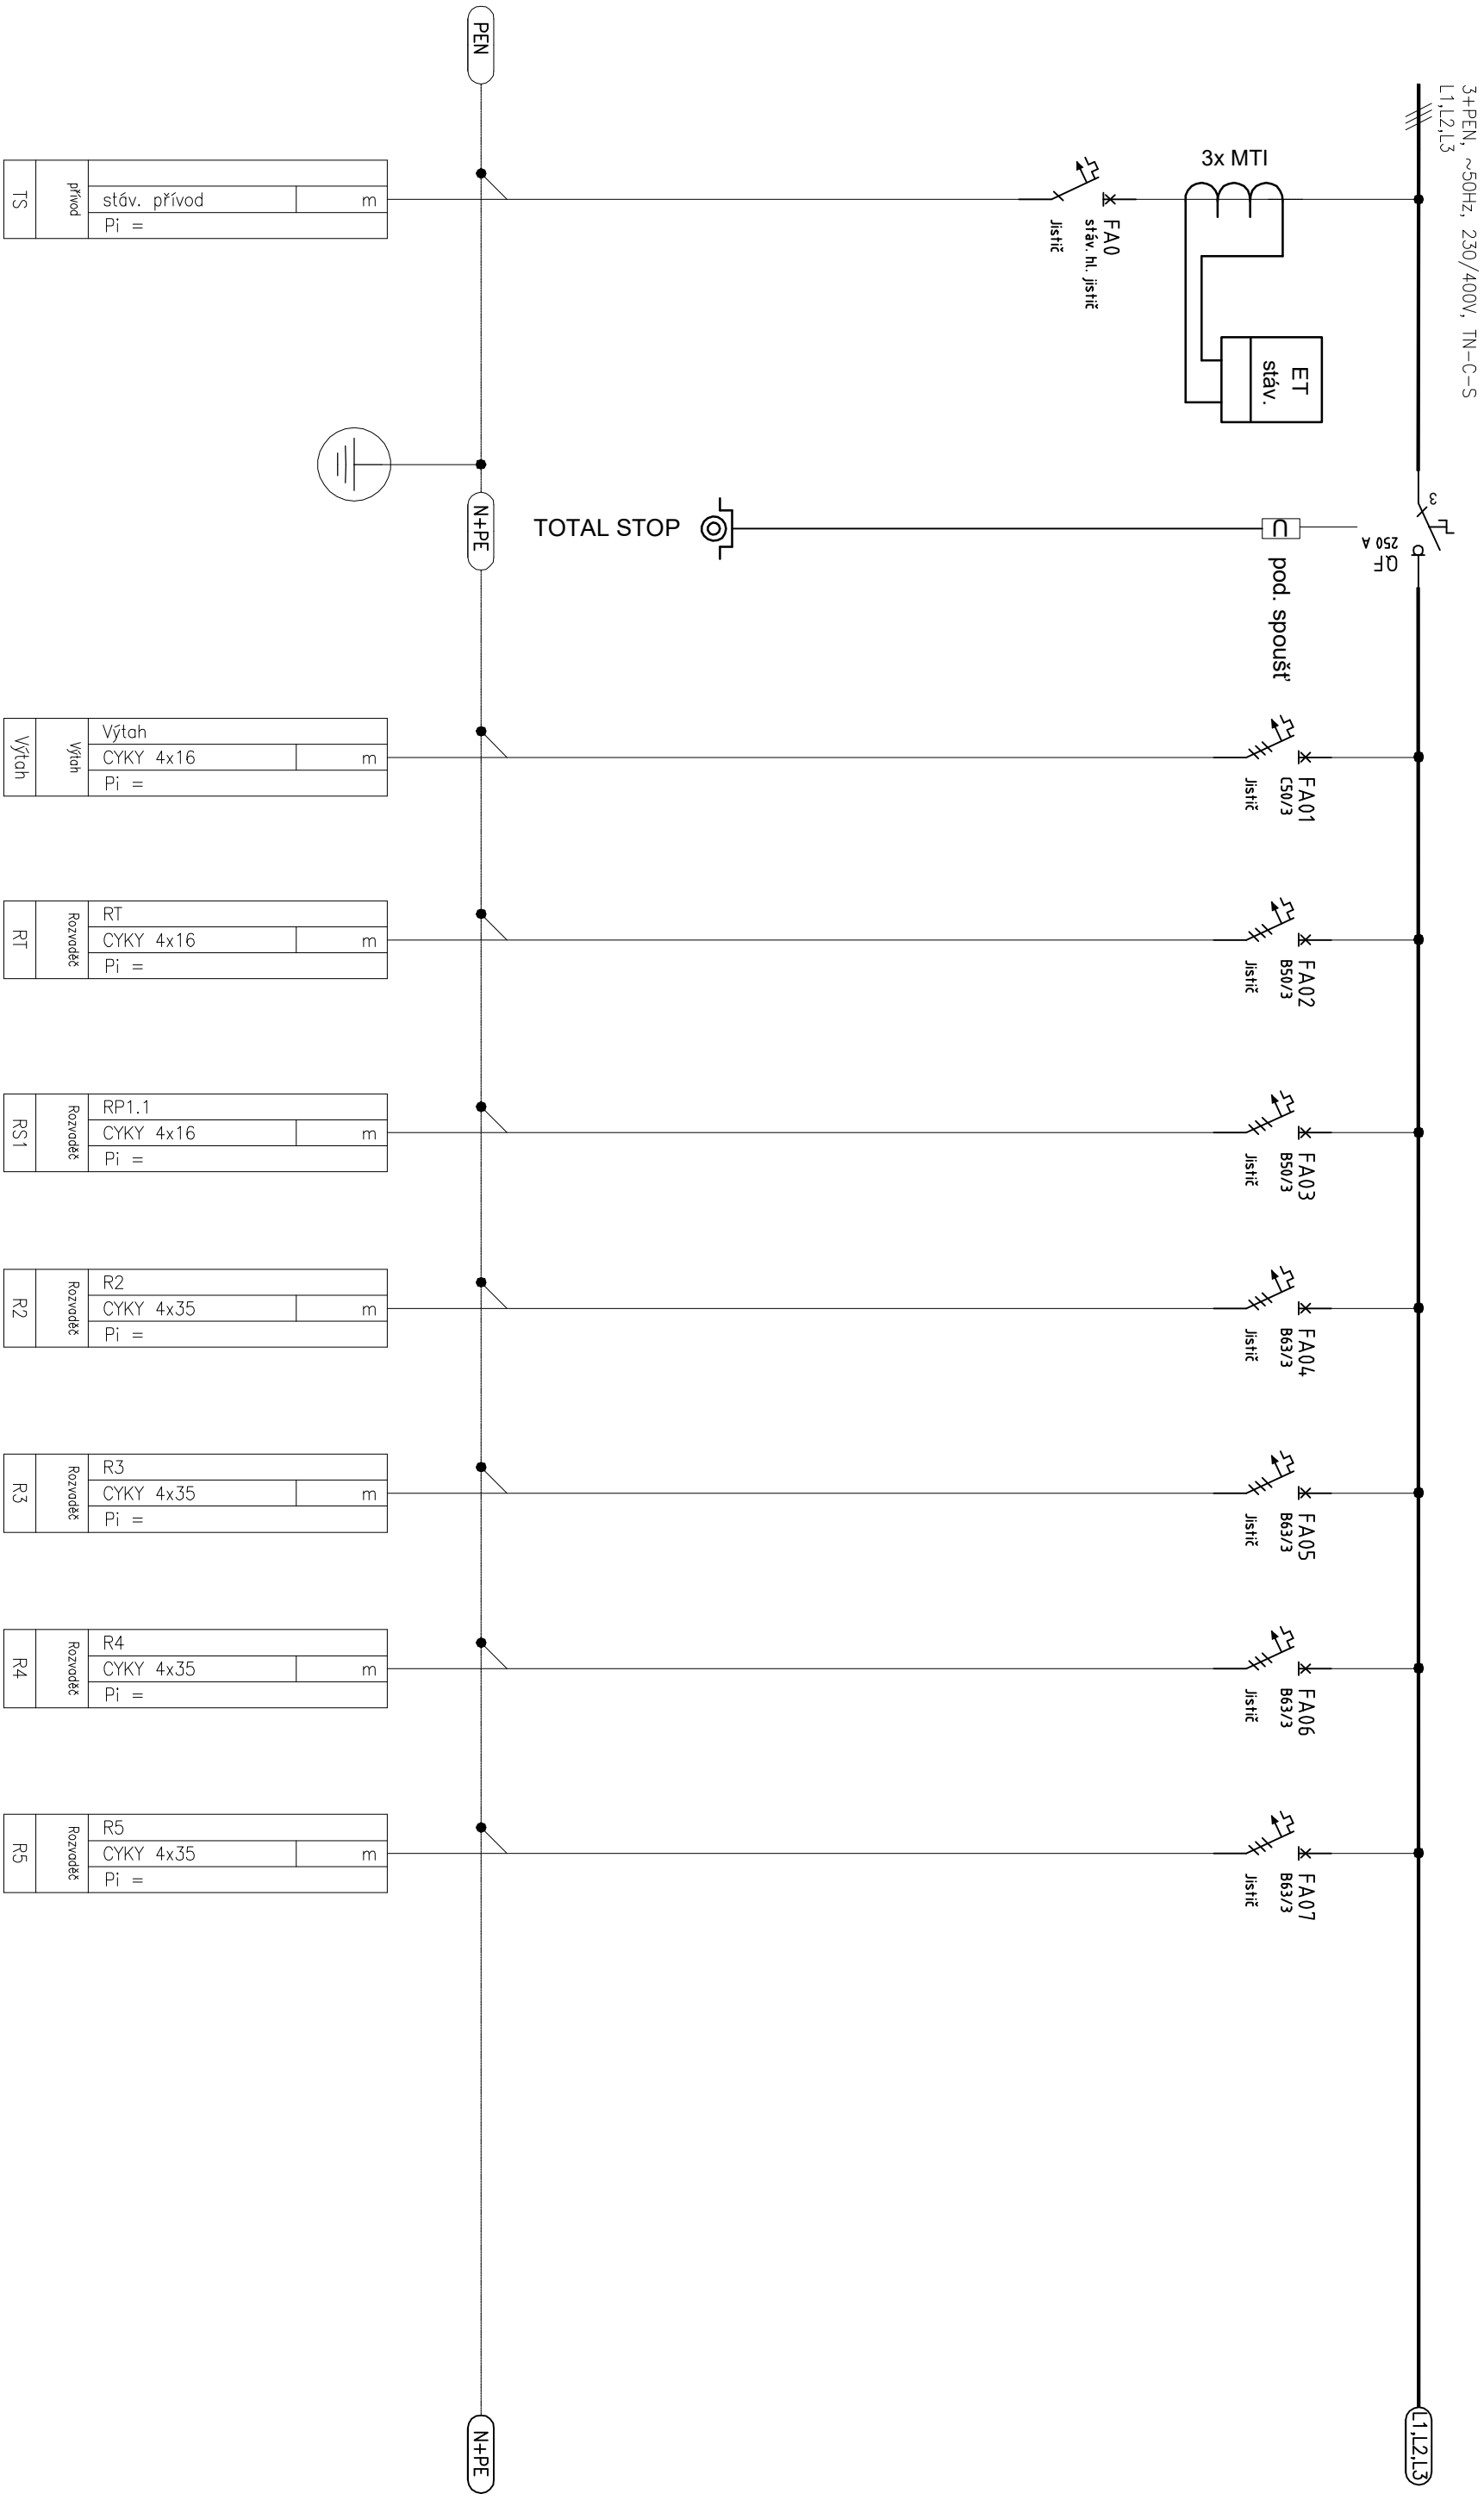 3+PEN, ~50Hz, 230/400V, TN-C-S
L1,L2,L3
PEN
3x MTI
ET
stáv.
FA0
stáv. hl. jistič
Jistič
stáv. přívod
m
Pi =
přívod
TS
3
250 A
QF
U
pod. spoušť
TOTAL STOP
N+PE
FA01
C50/3
Jistič
Výtah
CYKY 4x16
m
Pi =
Výtah
Výtah
FA02
B50/3
Jistič
RT
CYKY 4x16
m
Pi =
Rozvaděč
RT
FA03
B50/3
Jistič
RP1.1
CYKY 4x16
m
Pi =
Rozvaděč
RS1
FA04
B63/3
Jistič
R2
CYKY 4x35
m
Pi =
Rozvaděč
R2
FA05
B63/3
Jistič
R3
CYKY 4x35
m
Pi =
Rozvaděč
R3
FA06
B63/3
Jistič
R4
CYKY 4x35
m
Pi =
Rozvaděč
R4
FA07
B63/3
Jistič
R5
CYKY 4x35
m
Pi =
Rozvaděč
R5
N+PE
L1,L2,L3